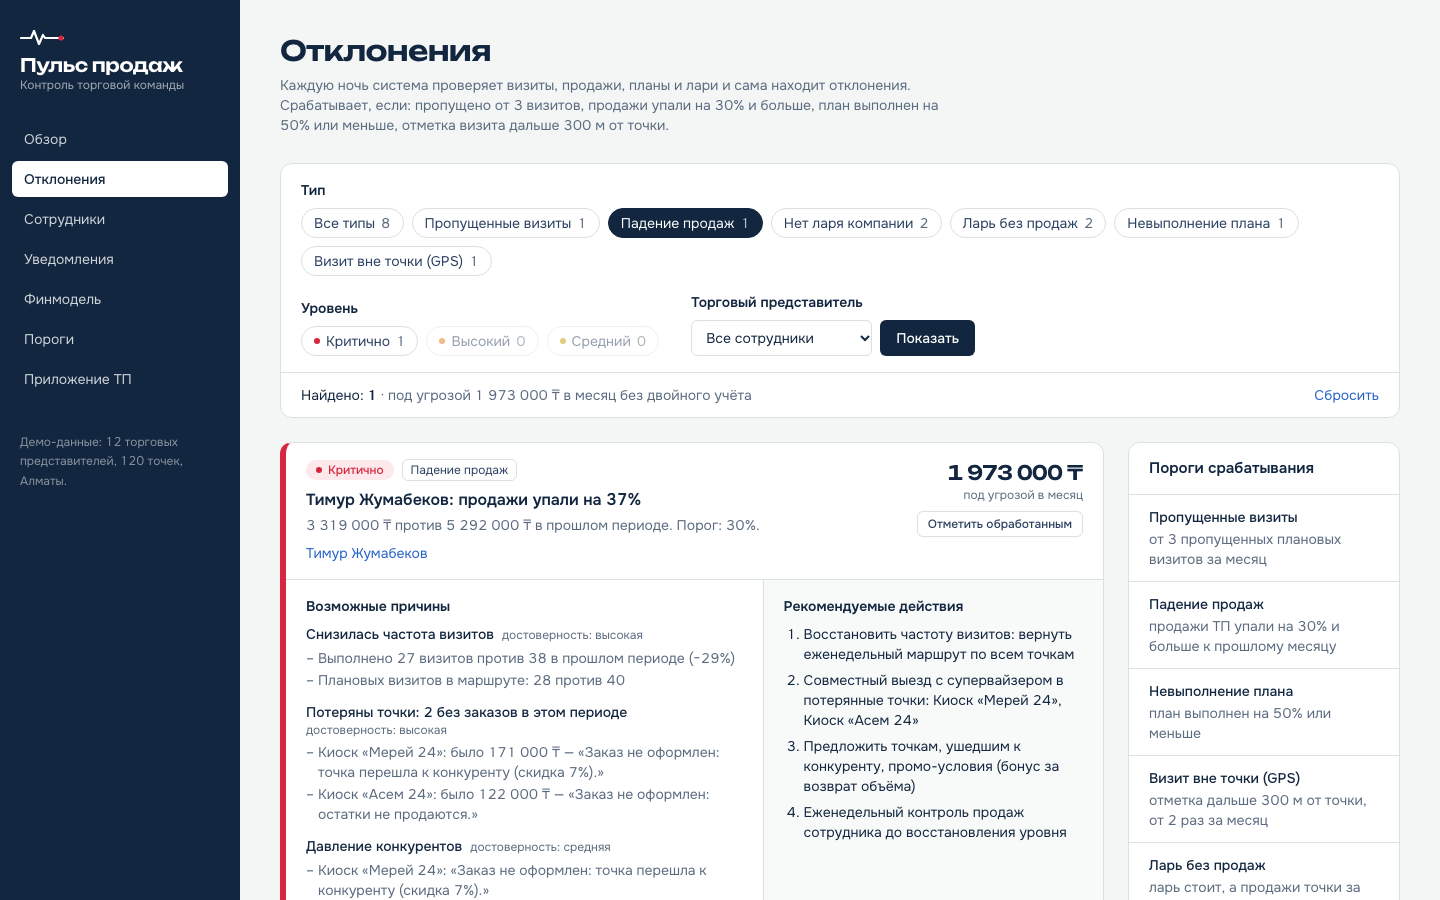 Пульс продаж
Контроль торговой команды
Обзор
Отклонения
Сотрудники
Уведомления
Финмодель
Пороги
Приложение ТП
Демо-данные: 12 торговых
представителей, 120 точек,
Алматы.
Отклонения
Каждую ночь система проверяет визиты, продажи, планы и лари и сама находит отклонения.
Срабатывает, если: пропущено от 3 визитов, продажи упали на 30% и больше, план выполнен на
50% или меньше, отметка визита дальше 300 м от точки.
Тип
Все типы 8
Пропущенные визиты 1
Падение продаж 1
Нет ларя компании 2
Ларь без продаж 2
Невыполнение плана 1
Визит вне точки (GPS) 1
Уровень
Критично 1
Высокий 0
Средний 0
Торговый представитель
Все сотрудники
Показать
Найдено: 1 · под угрозой 1 973 000 ₸ в месяц без двойного учёта
Сбросить
Критично
Падение продаж
Тимур Жумабеков: продажи упали на 37%
3 319 000 ₸ против 5 292 000 ₸ в прошлом периоде. Порог: 30%.
Тимур Жумабеков
1 973 000 ₸
под угрозой в месяц
Отметить обработанным
Возможные причины
Снизилась частота визитов достоверность: высокая
– Выполнено 27 визитов против 38 в прошлом периоде (−29%)
– Плановых визитов в маршруте: 28 против 40
Потеряны точки: 2 без заказов в этом периоде
достоверность: высокая
– Киоск «Мерей 24»: было 171 000 ₸ — «Заказ не оформлен:
точка перешла к конкуренту (скидка 7%).»
– Киоск «Асем 24»: было 122 000 ₸ — «Заказ не оформлен:
остатки не продаются.»
Давление конкурентов достоверность: средняя
– Киоск «Мерей 24»: «Заказ не оформлен: точка перешла к
конкуренту (скидка 7%).»
Рекомендуемые действия
1. Восстановить частоту визитов: вернуть
еженедельный маршрут по всем точкам
2. Совместный выезд с супервайзером в
потерянные точки: Киоск «Мерей 24»,
Киоск «Асем 24»
3. Предложить точкам, ушедшим к
конкуренту, промо-условия (бонус за
возврат объёма)
4. Еженедельный контроль продаж
сотрудника до восстановления уровня
Пороги срабатывания
Пропущенные визиты
от 3 пропущенных плановых
визитов за месяц
Падение продаж
продажи ТП упали на 30% и
больше к прошлому месяцу
Невыполнение плана
план выполнен на 50% или
меньше
Визит вне точки (GPS)
отметка дальше 300 м от точки,
от 2 раз за месяц
Ларь без продаж
ларь стоит, а продажи точки за